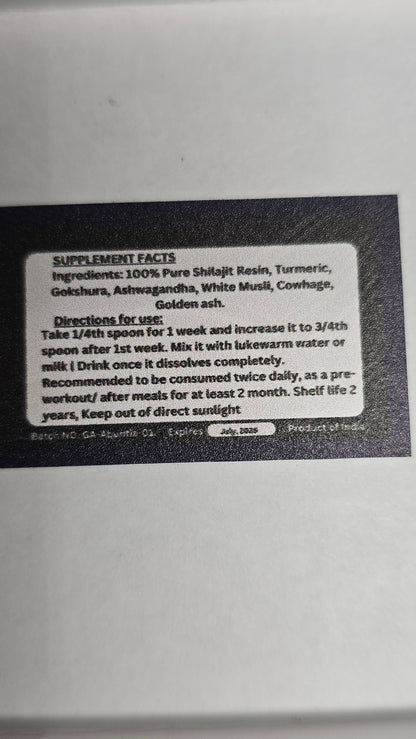 SUPPLEMENT FACTS
Ingredients: 100% Pure Shilajit Resin, Turmeric,
Gokshura, Ashwagandha, White Musli, Cowhage,
Golden ash.
Directions for use:
Take 1/4th spoon for 1 week and increase it to 3/4th
spoon after 1st week. Mix it with lukewarm water or
milk | Drink once it dissolves completely.
Recommended to be consumed twice daily, as a pre-
workout/ after meals for at least 2 month. Shelf life 2
years, Keep out of direct sunlight
Batch NO: Expires July, Product of India